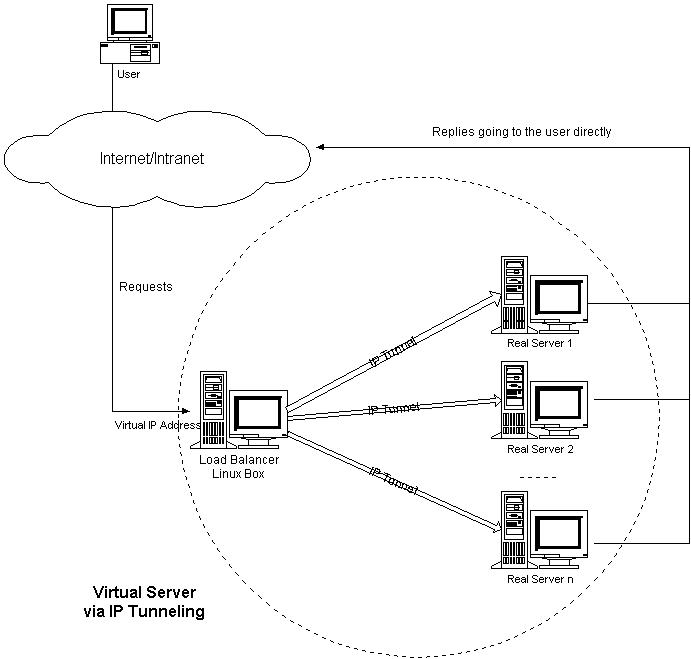 User
Replies going to the user directly
Internet/Intranet
Requests
IP Tunnel
Real Server 1
Virtual IP Address
IP Tunnel
Load Balancer
Linux Box
Real Server 2
IP Tunnel
Real Server n
Virtual Server
via IP Tunneling